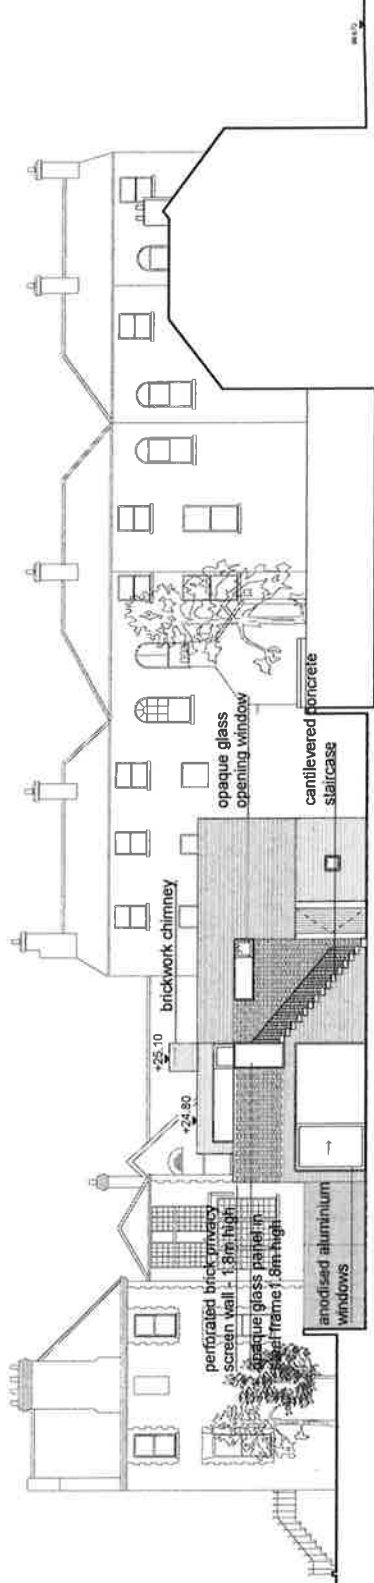 brickwork chimney
+25.10
+24.80
opaque glass
opening window
cantilevered concrete
staircase
perforated brick privacy
screen wall - 1.8m high
opaque glass panel in
steel frame 1.8m high
anodised aluminium
windows